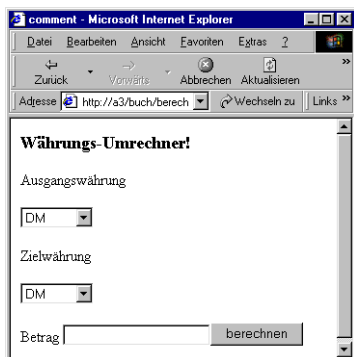 comment - Microsoft Internet Explorer
Datei Bearbeiten Ansicht Favoriten Extras ?
Zurück Vorwärts Abbrechen Aktualisieren »
Adresse http://a3/buch/berech Wechseln zu Links »
Währungs-Umrechner!
Ausgangswährung
DM
Zielwährung
DM
Betrag berechnen